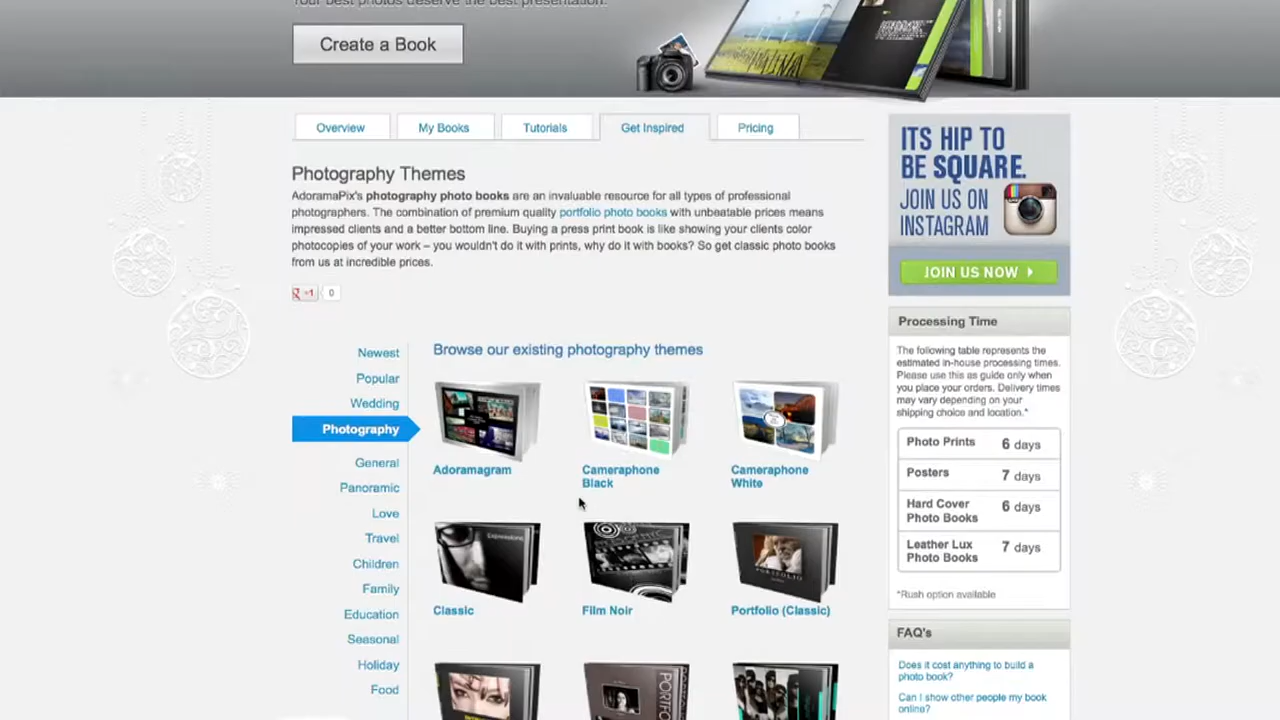 Your best photos deserve the best presentation.
Create a Book
Overview
My Books
Tutorials
Get Inspired
Pricing
Photography Themes
AdoramaPix's photography photo books are an invaluable resource for all types of professional
photographers. The combination of premium quality portfolio photo books with unbeatable prices means
impressed clients and a better bottom line. Buying a press print book is like showing your clients color
photocopies of your work – you wouldn't do it with prints, why do it with books? So get classic photo books
from us at incredible prices.
+1
0
Newest
Popular
Wedding
Photography
General
Panoramic
Love
Travel
Children
Family
Education
Seasonal
Holiday
Food
Browse our existing photography themes
Adoramagram
Cameraphone
Black
Cameraphone
White
Expressions
Classic
Film Noir
PORTFOLIO
Portfolio (Classic)
ITS HIP TO
BE SQUARE.
JOIN US ON
INSTAGRAM
JOIN US NOW
Processing Time
The following table represents the
estimated in-house processing times.
Please use this as guide only when
you place your orders. Delivery times
may vary depending on your
shipping choice and location.*
Photo Prints 6 days
Posters 7 days
Hard Cover
Photo Books 6 days
Leather Lux
Photo Books 7 days
*Rush option available
FAQ's
Does it cost anything to build a
photo book?
Can I show other people my book
online?